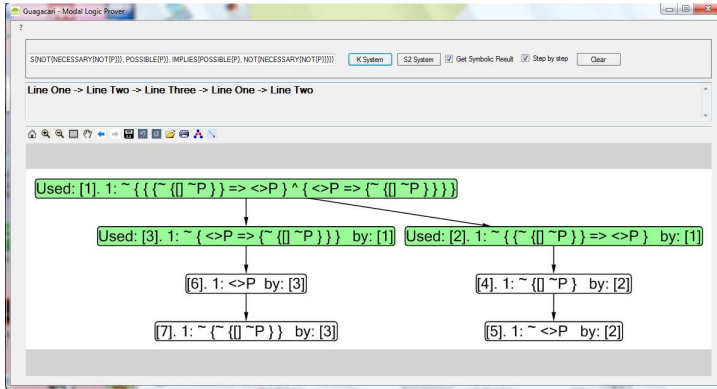 Guagacari - Modal Logic Prover
?
S{NOT{NECESSARY{NOT{P}}}, POSSIBLE{P}}, IMPLIES{POSSIBLE{P}, NOT{NECESSARY{NOT{P}}}}} K System S2 System Get Symbolic Result Step by step Clear
Line One -> Line Two -> Line Three -> Line One -> Line Two
Used: [1]. 1: ~ { { {~ {[] ~P } } => <>P } ^ { <>P => {~ {[] ~P } } } }
Used: [3]. 1: ~ { <>P => {~ {[] ~P } } } by: [1] Used: [2]. 1: ~ { {~ {[] ~P } } => <>P } by: [1]
[6]. 1: <>P by: [3] [4]. 1: ~ {[] ~P } by: [2]
[7]. 1: ~ {~ {[] ~P } } by: [3] [5]. 1: ~ <>P by: [2]